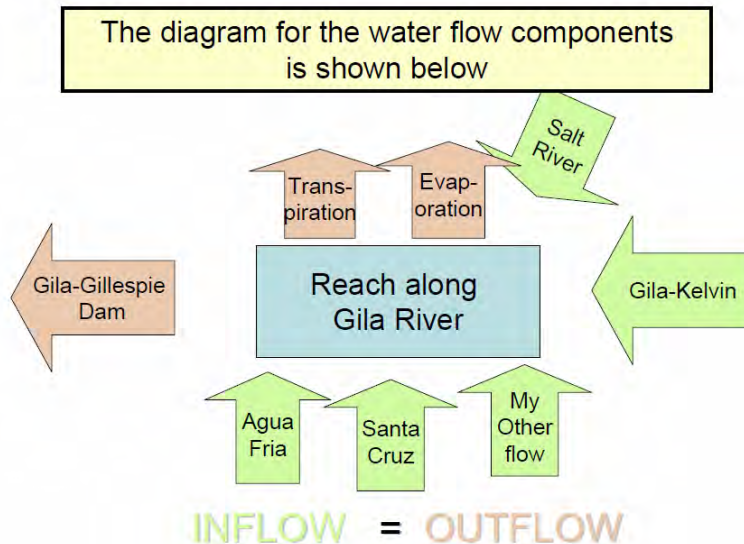 The diagram for the water flow components
is shown below
Salt
River
Trans-
piration
Evap-
oration
Gila-Gillespie
Dam
Reach along
Gila River
Gila-Kelvin
Agua
Fria
Santa
Cruz
My
Other
flow
INFLOW = OUTFLOW